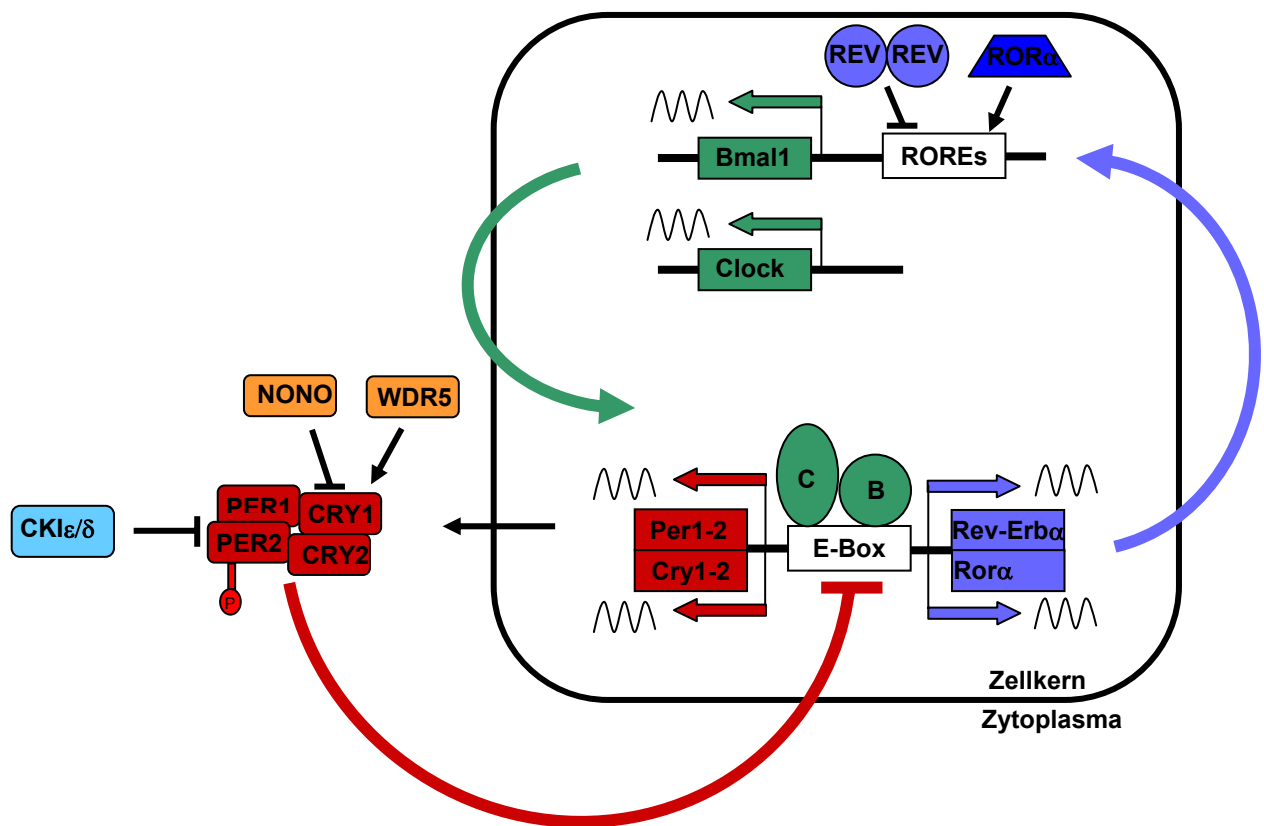 REV REV
RORα
Bmal1
ROREs
Clock
NONO
WDR5
PER1
CRY1
PER2
CRY2
P
CKIε/δ
C
B
Per1-2
Cry1-2
E-Box
Rev-Erbα
Rorα
Zellkern
Zytoplasma